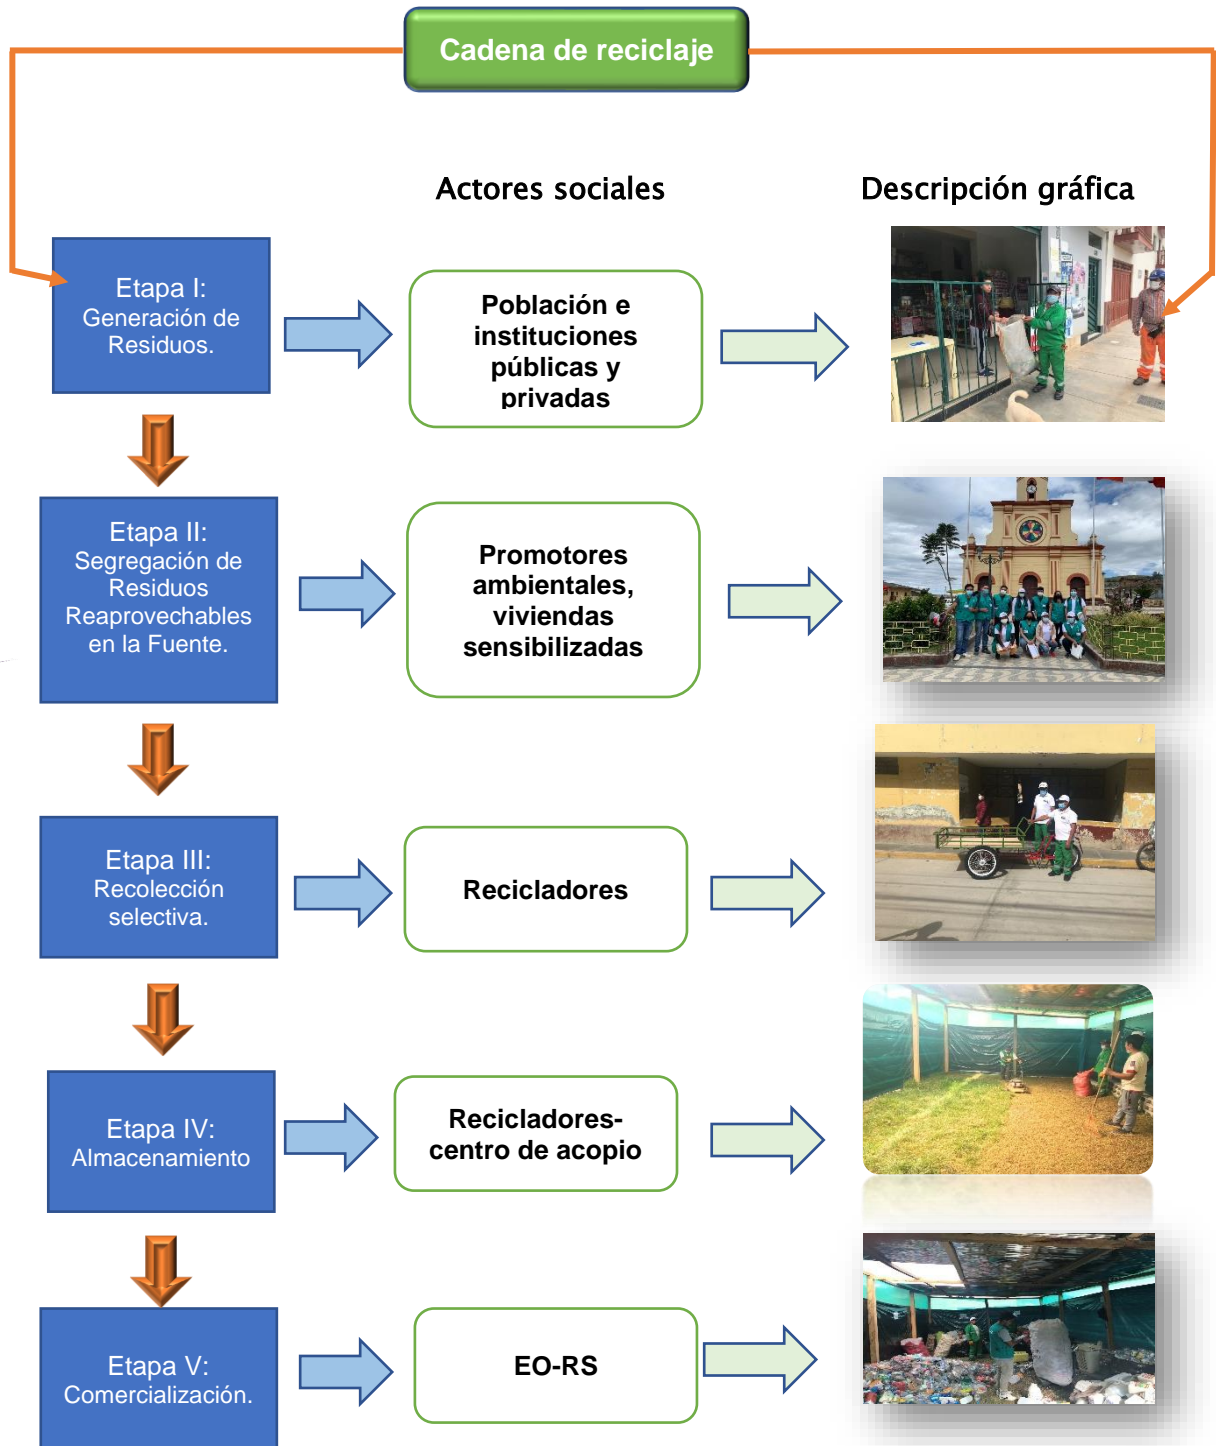 Cadena de reciclaje
Actores sociales
Descripción gráfica
Etapa I:
Generación de
Residuos.
Población e
instituciones
públicas y
privadas
Etapa II:
Segregación de
Residuos
Reaprovechables
en la Fuente.
Promotores
ambientales,
viviendas
sensibilizadas
Etapa III:
Recolección
selectiva.
Recicladores
Etapa IV:
Almacenamiento
Recicladores-
centro de acopio
Etapa V:
Comercialización.
EO-RS